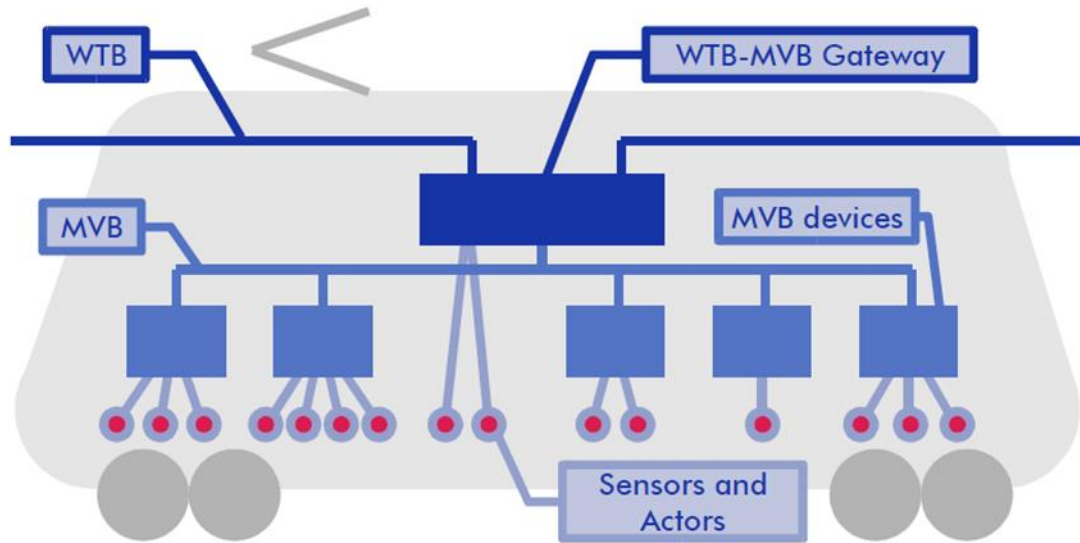 WTB
WTB-MVB Gateway
MVB
MVB devices
Sensors and
Actors